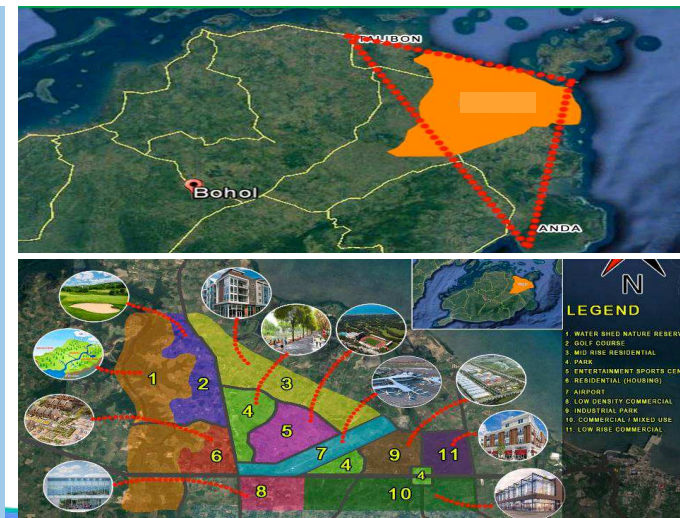 TALIBON
Bohol
ANDA
N
LEGEND
1. WATER SHED NATURE RESERV
2. GOLF COURSE
3. MID RISE RESIDENTIAL
4. PARK
5 ENTERTAINMENT SPORTS CEN
6 RESIDENTIAL (HOUSING)
7 AIRPORT
8. LOW DENSITY COMMERCIAL
9 INDUSTRIAL PARK
10. COMMERCIAL / MIXED USE
11. LOW RISE COMMERCIAL
1
2
3
4
5
6
7
4
9
11
4
8
10